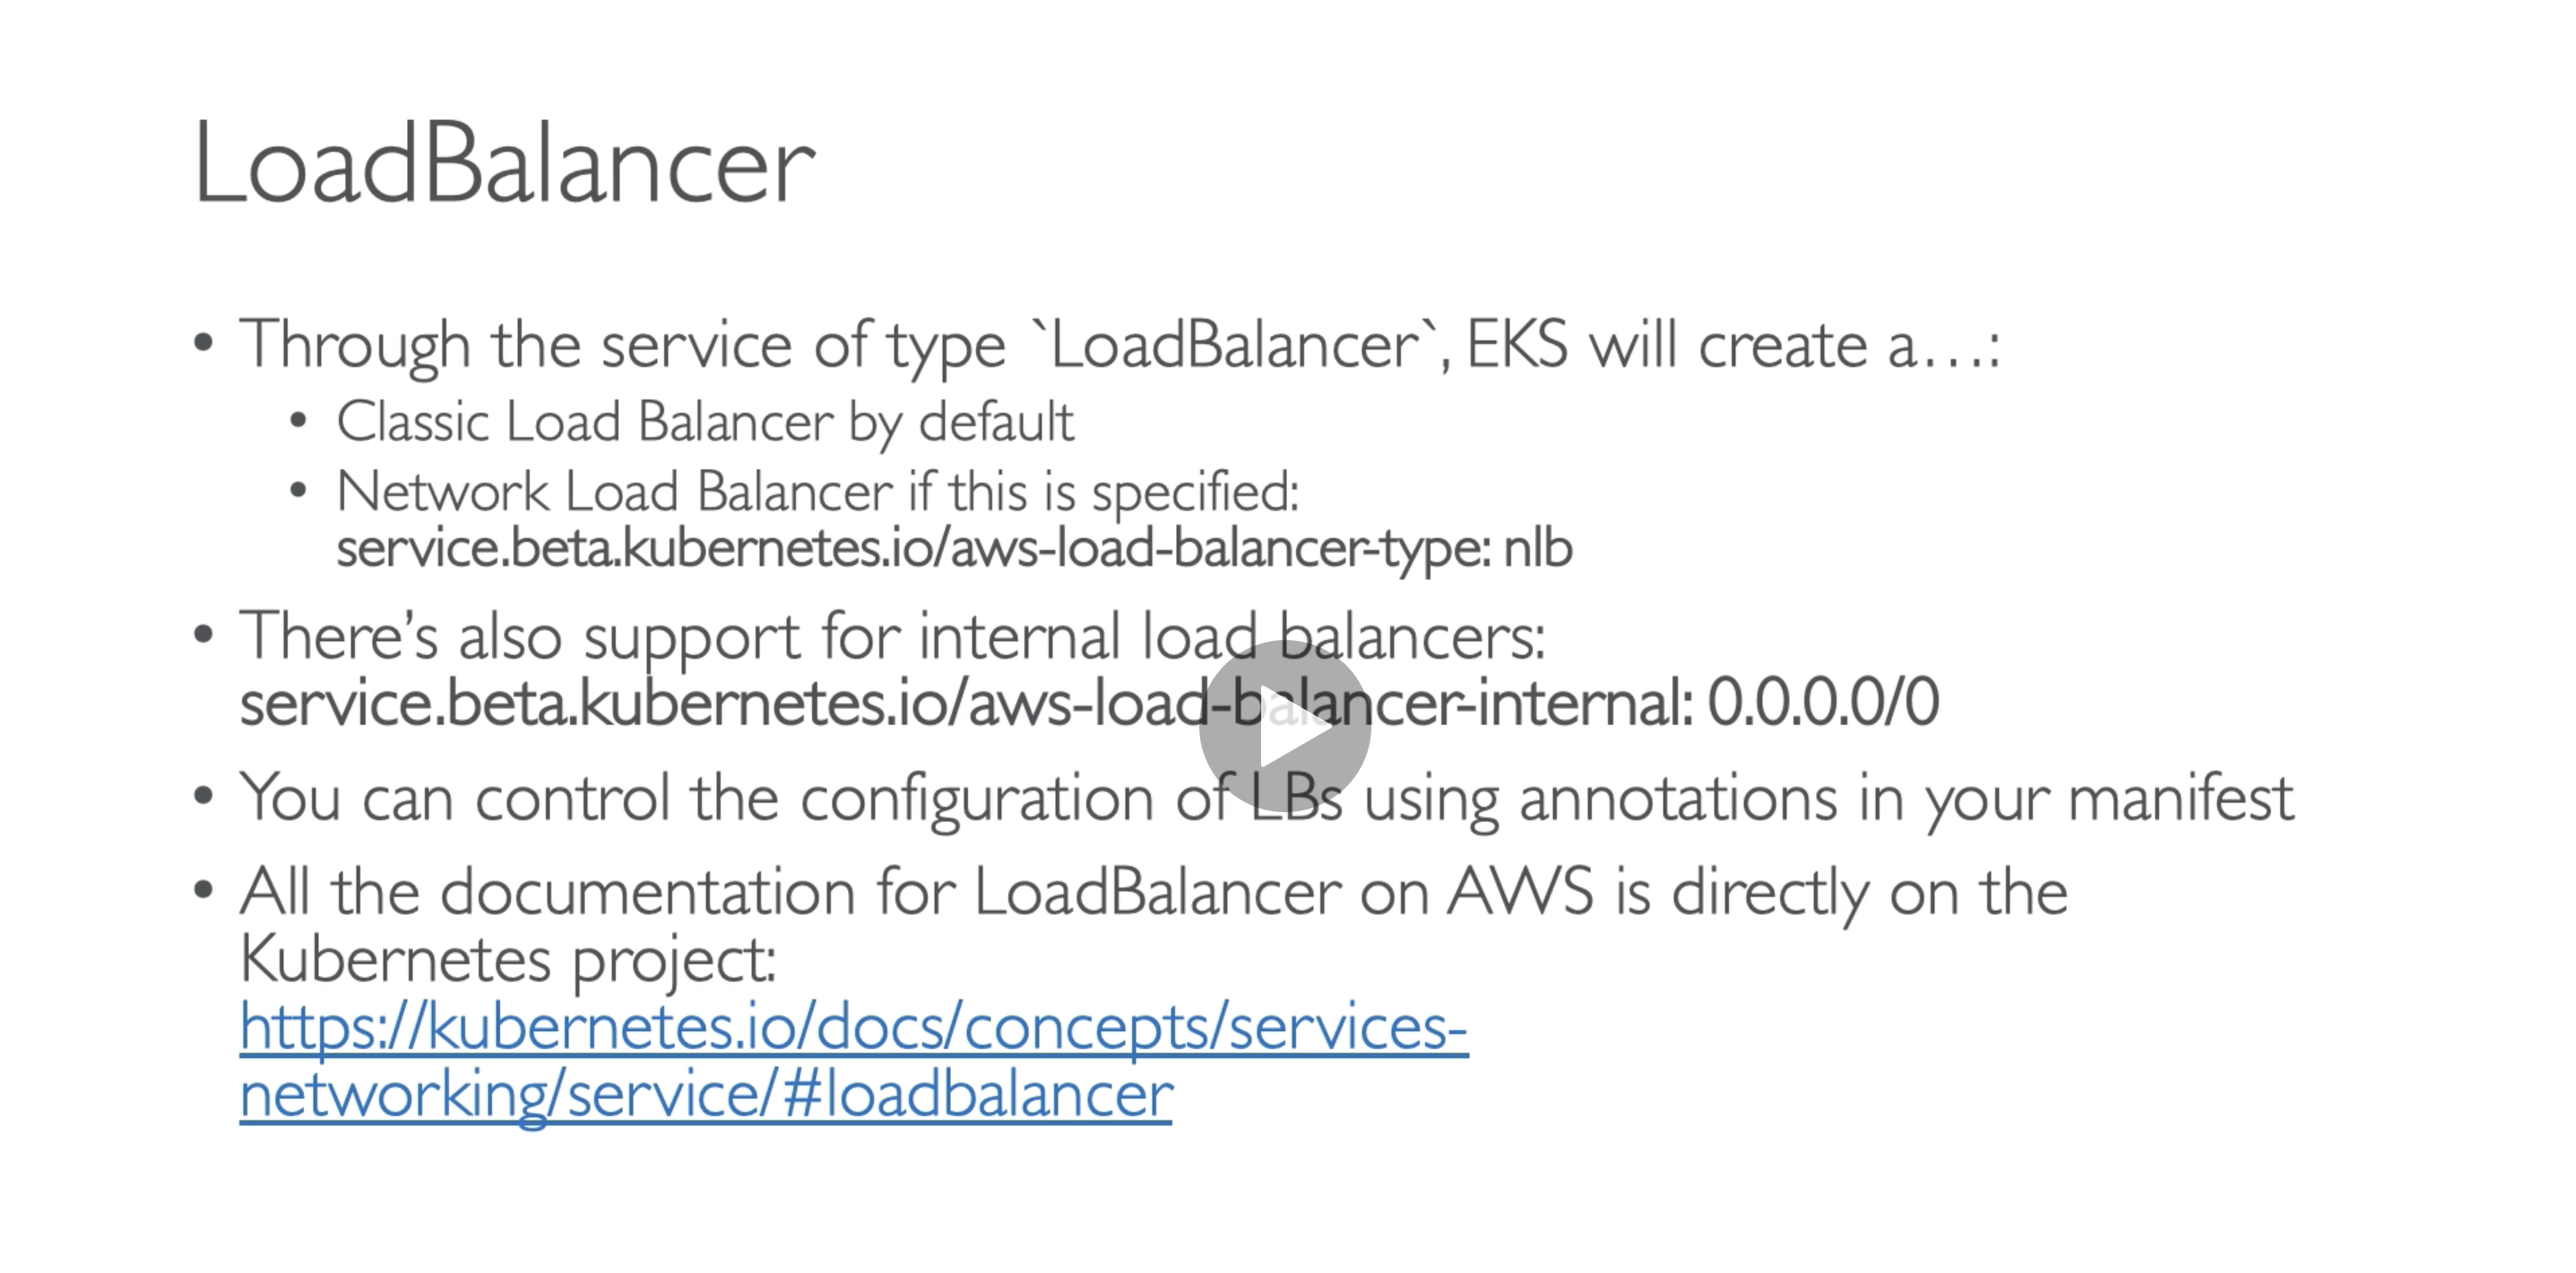 LoadBalancer
• Through the service of type `LoadBalancer`, EKS will create a…:
• Classic Load Balancer by default
• Network Load Balancer if this is specified:
service.beta.kubernetes.io/aws-load-balancer-type: nlb
• There’s also support for internal load balancers:
service.beta.kubernetes.io/aws-load-balancer-internal: 0.0.0.0/0
• You can control the configuration of LBs using annotations in your manifest
• All the documentation for LoadBalancer on AWS is directly on the
Kubernetes project:
https://kubernetes.io/docs/concepts/services-
networking/service/#loadbalancer